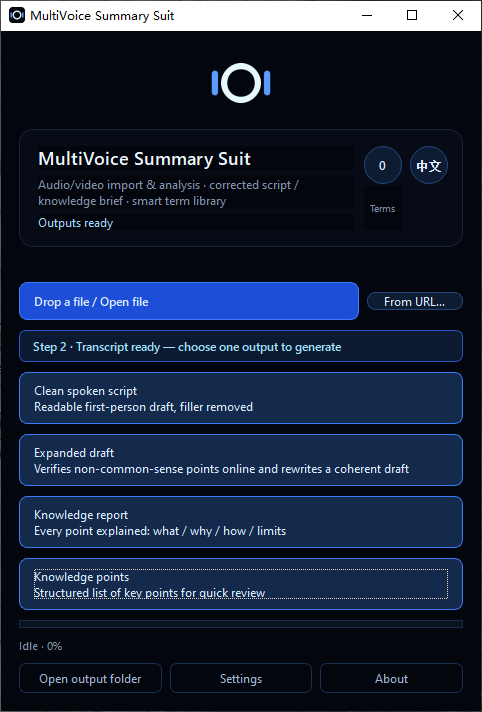 MultiVoice Summary Suit
MultiVoice Summary Suit
0
中文
Audio/video import & analysis · corrected script /
knowledge brief · smart term library
Terms
Outputs ready
Drop a file / Open file
From URL...
Step 2 · Transcript ready — choose one output to generate
Clean spoken script
Readable first-person draft, filler removed
Expanded draft
Verifies non-common-sense points online and rewrites a coherent draft
Knowledge report
Every point explained: what / why / how / limits
Knowledge points
Structured list of key points for quick review
Idle · 0%
Open output folder
Settings
About